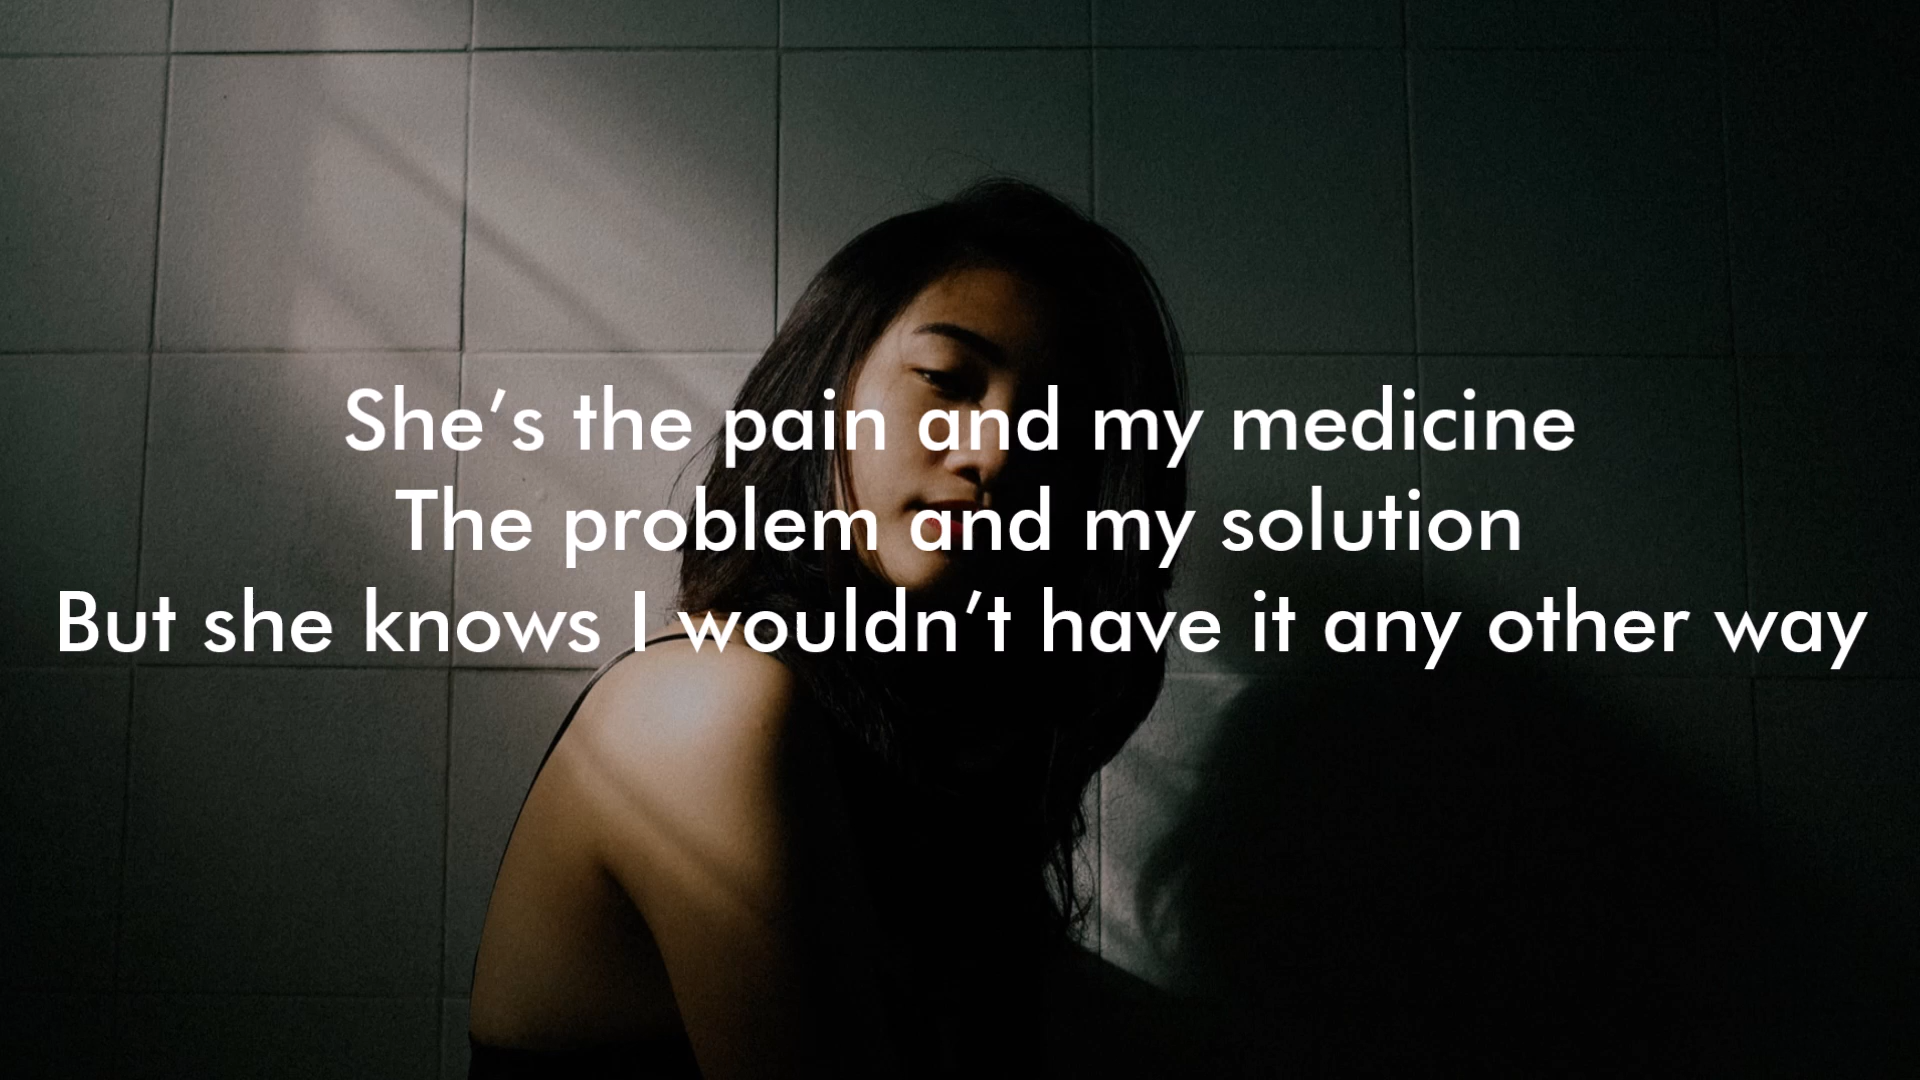 She’s the pain and my medicine
The problem and my solution
But she knows I wouldn’t have it any other way